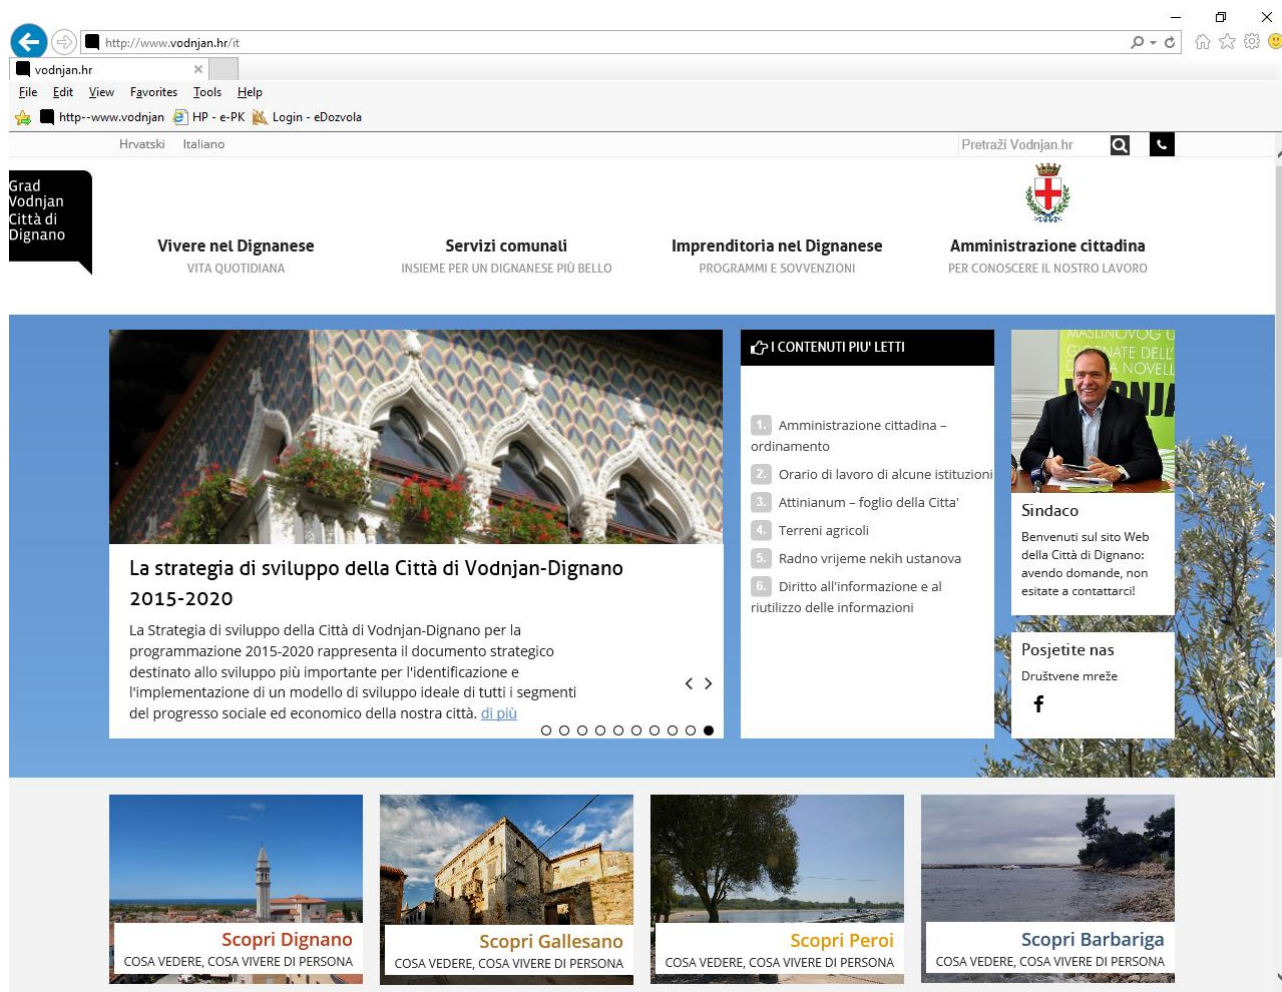 http://www.vodnjan.hr/it
vodnjan.hr
File Edit View Favorites Tools Help
http--www.vodnjan HP - e-PK Login - eDozvola
Hrvatski Italiano
Pretraži Vodnjan.hr
Grad
Vodnjan
Città di
Dignano
Vivere nel Dignanese
VITA QUOTIDIANA
Servizi comunali
INSIEME PER UN DIGNANESE PIÙ BELLO
Imprenditoria nel Dignanese
PROGRAMMI E SOVVENZIONI
Amministrazione cittadina
PER CONOSCERE IL NOSTRO LAVORO
La strategia di sviluppo della Città di Vodnjan-Dignano
2015-2020
La Strategia di sviluppo della Città di Vodnjan-Dignano per la
programmazione 2015-2020 rappresenta il documento strategico
destinato allo sviluppo più importante per l'identificazione e
l'implementazione di un modello di sviluppo ideale di tutti i segmenti
del progresso sociale ed economico della nostra città. di più
I CONTENUTI PIU' LETTI
1. Amministrazione cittadina –
ordinamento
2. Orario di lavoro di alcune istituzioni
3. Attinianum – foglio della Citta'
4. Terreni agricoli
5. Radno vrijeme nekih ustanova
6. Diritto all'informazione e al
riutilizzo delle informazioni
MASLINOVOG U
GIORNATE DELL'
NOVELL
Sindaco
Benvenuti sul sito Web
della Città di Dignano:
avendo domande, non
esitate a contattarci!
Posjetite nas
Društvene mreže
Scopri Dignano
COSA VEDERE, COSA VIVERE DI PERSONA
Scopri Gallesano
COSA VEDERE, COSA VIVERE DI PERSONA
Scopri Peroi
COSA VEDERE, COSA VIVERE DI PERSONA
Scopri Barbariga
COSA VEDERE, COSA VIVERE DI PERSONA